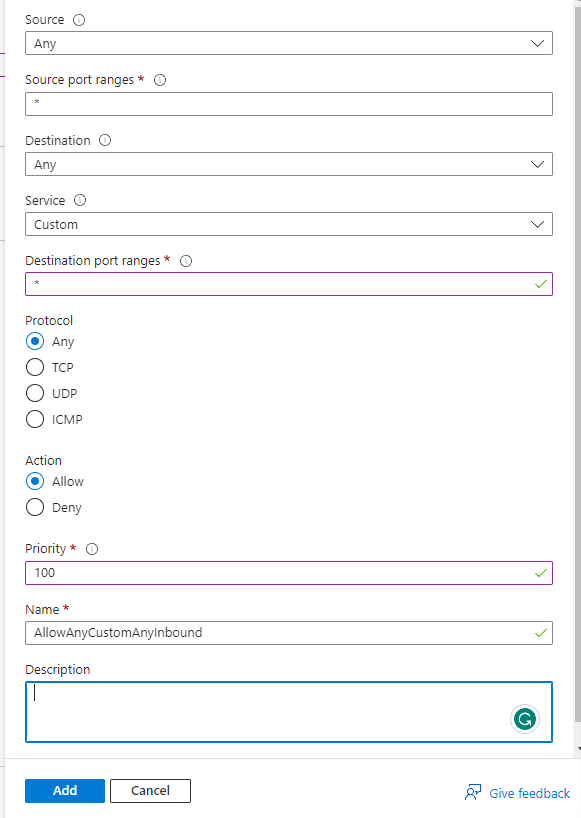 Source
Any
Source port ranges *
*
Destination
Any
Service
Custom
Destination port ranges *
*
Protocol
Any
TCP
UDP
ICMP
Action
Allow
Deny
Priority *
100
Name *
AllowAnyCustomAnyInbound
Description
Add Cancel Give feedback